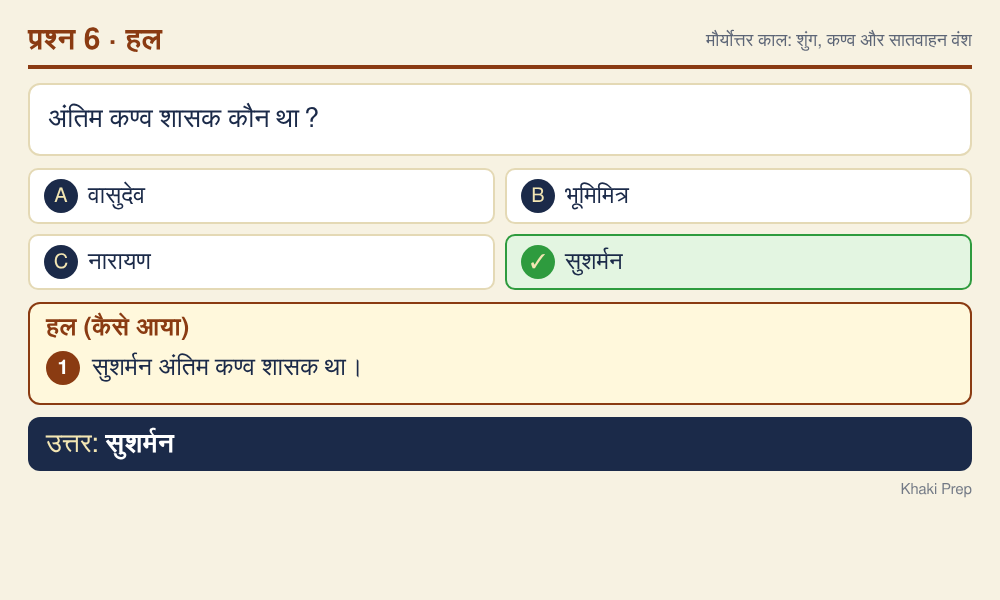 प्रश्न 6 · हल
मौर्योत्तर काल: शुंग, कण्व और सातवाहन वंश
अंतिम कण्व शासक कौन था ?
A वासुदेव
B भूमिमित्र
C नारायण
✓ सुशर्मन
हल (कैसे आया)
1 सुशर्मन अंतिम कण्व शासक था ।
उत्तर: सुशर्मन
Khaki Prep